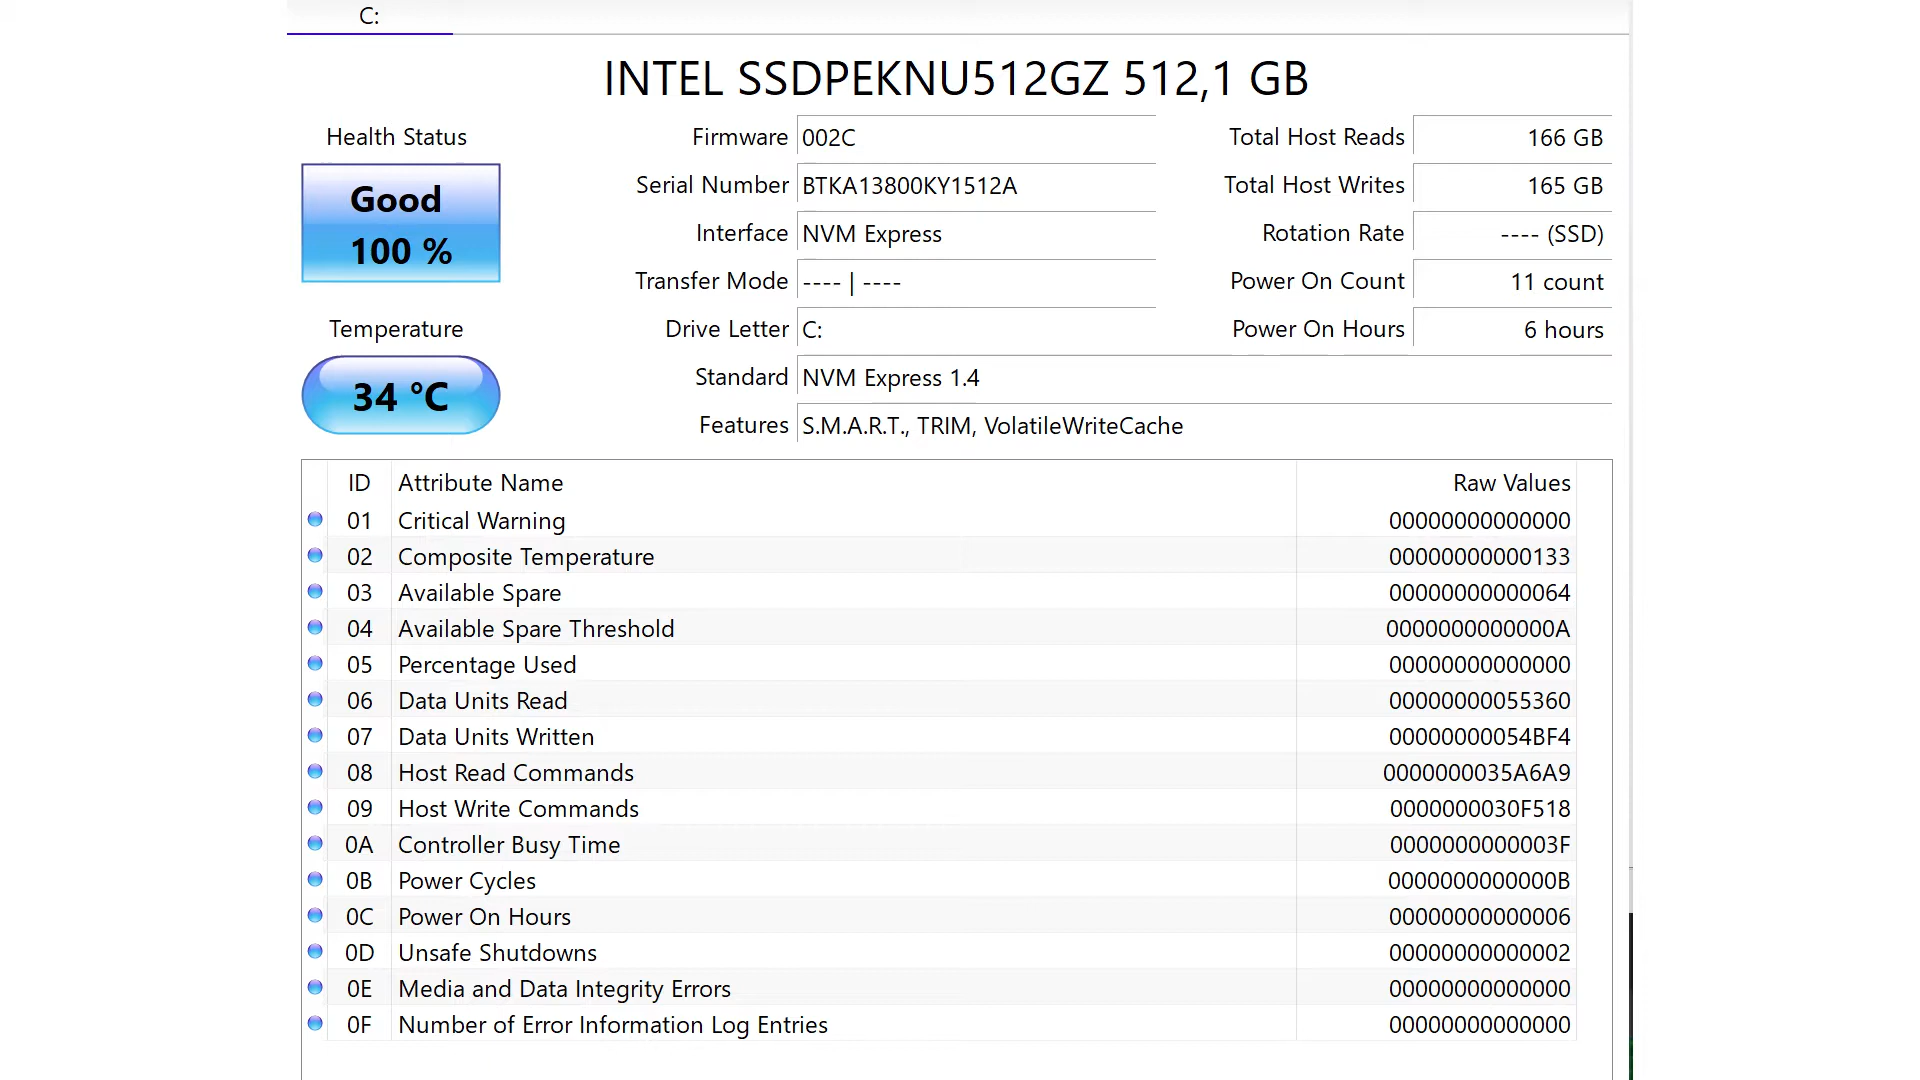 C:
INTEL SSDPEKNU512GZ 512,1 GB
Health Status
Good
100 %
Temperature
34 °C
Firmware 002C
Serial Number BTKA13800KY1512A
Interface NVM Express
Transfer Mode ---- | ----
Drive Letter C:
Standard NVM Express 1.4
Features S.M.A.R.T., TRIM, VolatileWriteCache
Total Host Reads 166 GB
Total Host Writes 165 GB
Rotation Rate ---- (SSD)
Power On Count 11 count
Power On Hours 6 hours
ID Attribute Name Raw Values
01 Critical Warning 00000000000000
02 Composite Temperature 00000000000133
03 Available Spare 00000000000064
04 Available Spare Threshold 0000000000000A
05 Percentage Used 00000000000000
06 Data Units Read 00000000055360
07 Data Units Written 00000000054BF4
08 Host Read Commands 0000000035A6A9
09 Host Write Commands 0000000030F518
0A Controller Busy Time 0000000000003F
0B Power Cycles 0000000000000B
0C Power On Hours 00000000000006
0D Unsafe Shutdowns 00000000000002
0E Media and Data Integrity Errors 00000000000000
0F Number of Error Information Log Entries 00000000000000